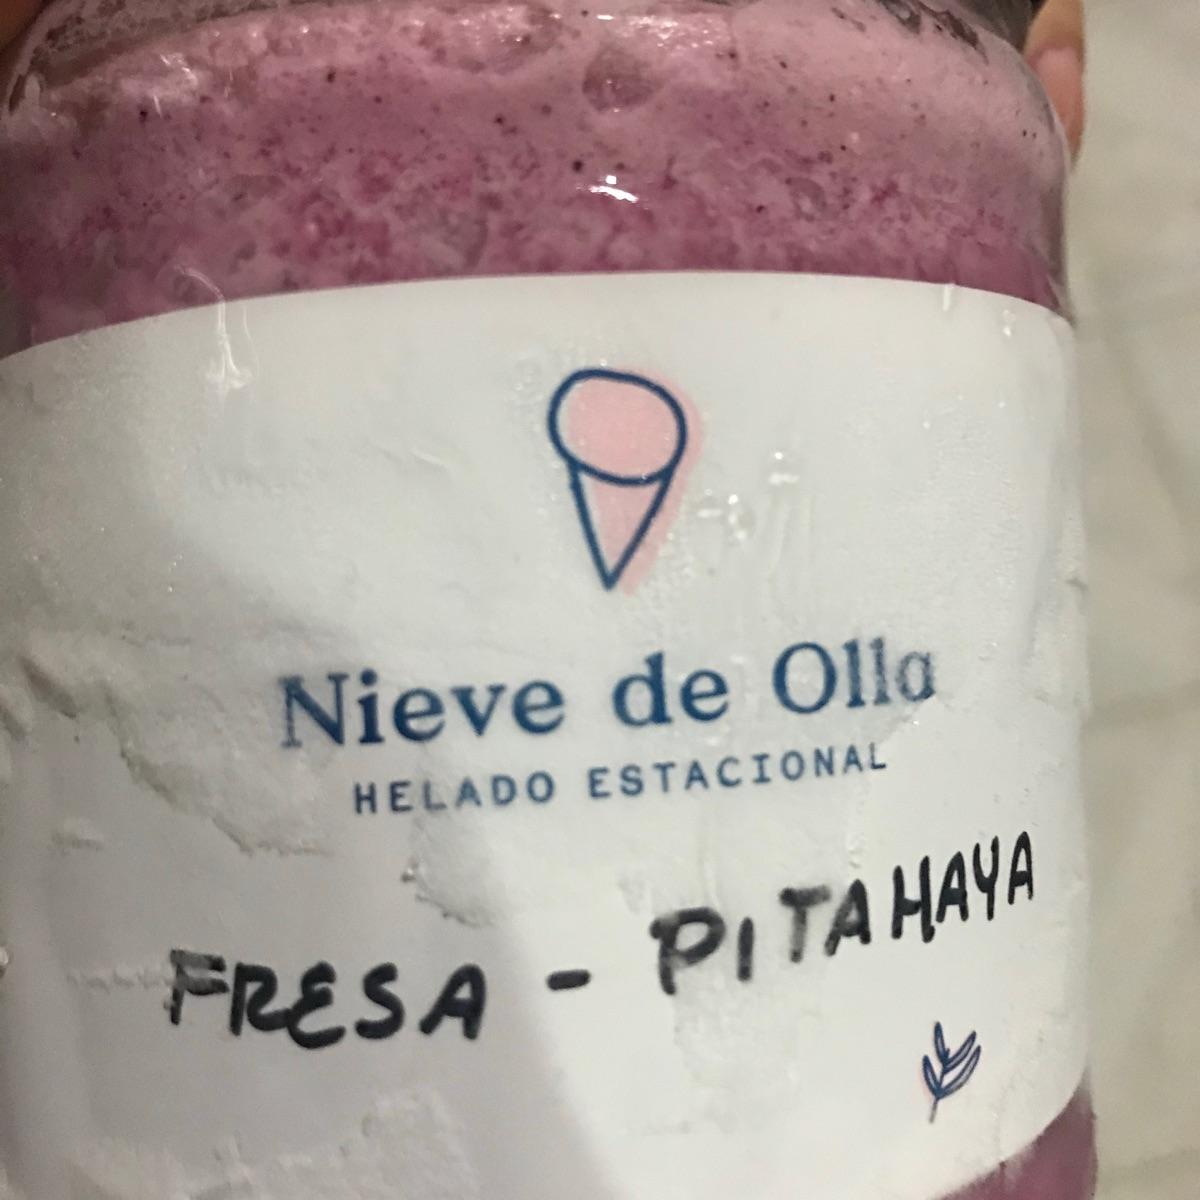 Nieve de Olla
HELADO ESTACIONAL
FRESA - PITAHAYA